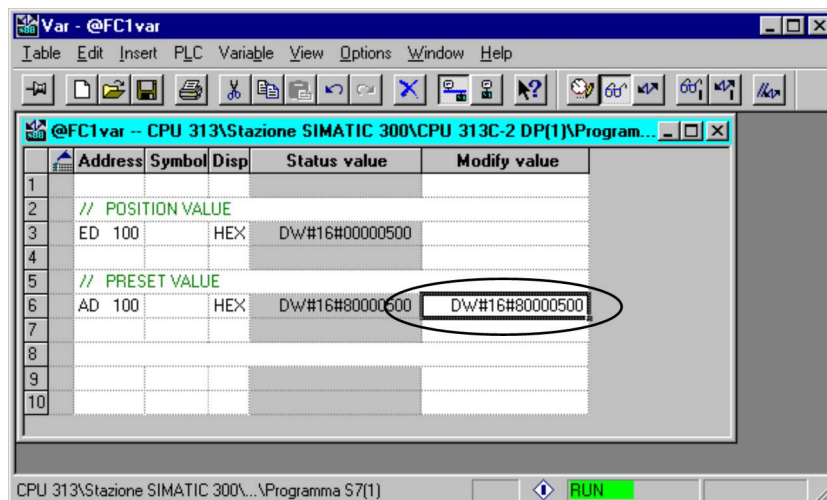 Var - @FC1var
Table Edit Insert PLC Variable View Options Window Help
@FC1var -- CPU 313\Stazione SIMATIC 300\CPU 313C-2 DP(1)\Program...
Address Symbol Disp Status value Modify value
1
2 // POSITION VALUE
3 ED 100 HEX DW#16#00000500
4
5 // PRESET VALUE
6 AD 100 HEX DW#16#80000500 DW#16#80000500
7
8
9
10
CPU 313\Stazione SIMATIC 300\...\Programma S7(1) RUN